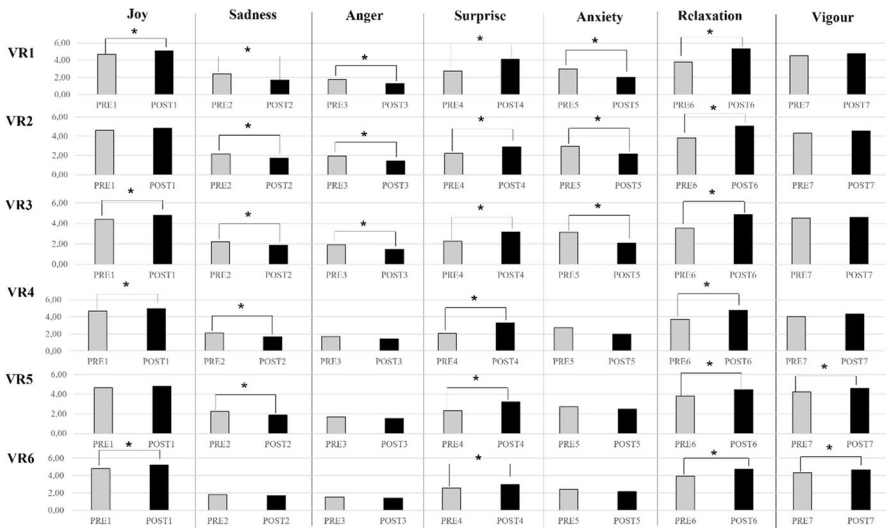 Joy Sadness Anger Surprisc Anxiety Rclaxation Vigour
VR1
6,00 * * * * * *
4,00
2,00
0,00
PRE1 POST1 PRE2 POST2 PRE3 POST3 PRE4 POST4 PRE5 POST5 PRE6 POST6 PRE7 POST7
VR2
6,00 * * * * *
4,00
2,00
0,00
PRE1 POST1 PRE2 POST2 PRE3 POST3 PRE4 POST4 PRE5 POST5 PRE6 POST6 PRE7 POST7
VR3
6,00 * * * * * *
4,00
2,00
0,00
PRE1 POST1 PRE2 POST2 PRE3 POST3 PRE4 POST4 PRE5 POST5 PRE6 POST6 PRE7 POST7
VR4
6,00 * * * *
4,00
2,00
0,00
PRE1 POST1 PRE2 POST2 PRE3 POST3 PRE4 POST4 PRE5 POST5 PRE6 POST6 PRE7 POST7
VR5
6,00 * * * *
4,00
2,00
0,00
PRE1 POST1 PRE2 POST2 PRE3 POST3 PRE4 POST4 PRE5 POST5 PRE6 POST6 PRE7 POST7
VR6
6,00 * * * *
4,00
2,00
0,00
PRE1 POST1 PRE2 POST2 PRE3 POST3 PRE4 POST4 PRE5 POST5 PRE6 POST6 PRE7 POST7